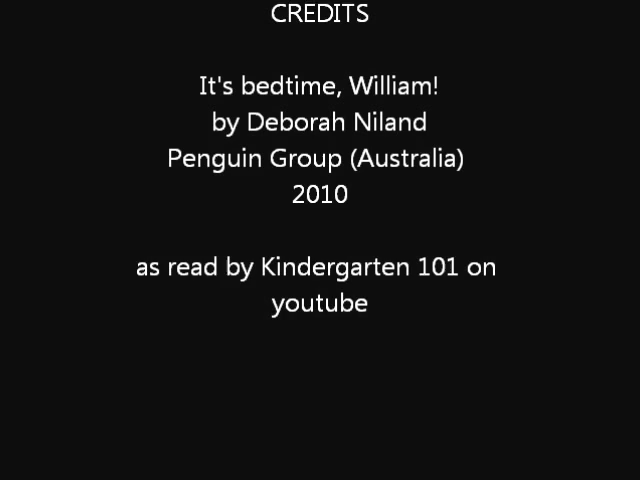 CREDITS
It's bedtime, William!
by Deborah Niland
Penguin Group (Australia)
2010
as read by Kindergarten 101 on
youtube